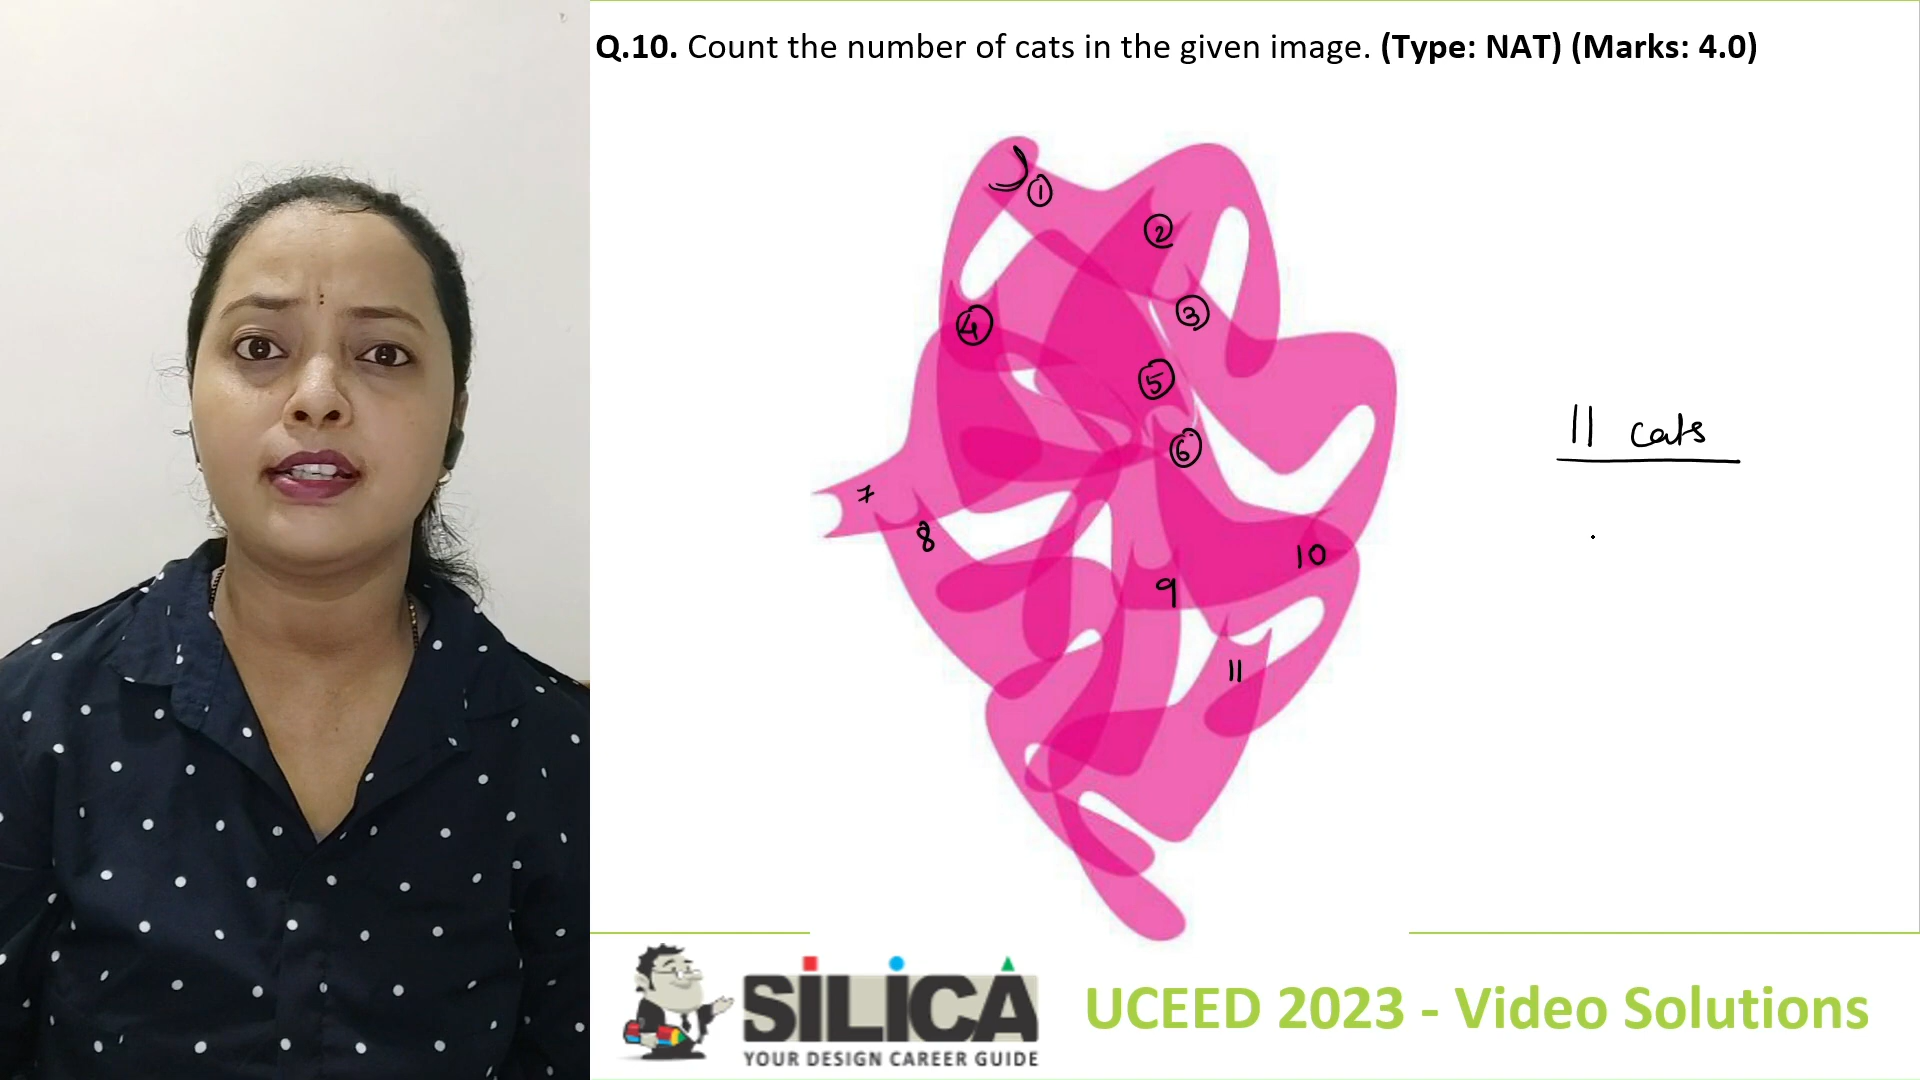 Q.10. Count the number of cats in the given image. (Type: NAT) (Marks: 4.0)
1
2
3
4
5
6
7
8
9
10
11
11 cats
SILICA
YOUR DESIGN CAREER GUIDE
UCEED 2023 - Video Solutions